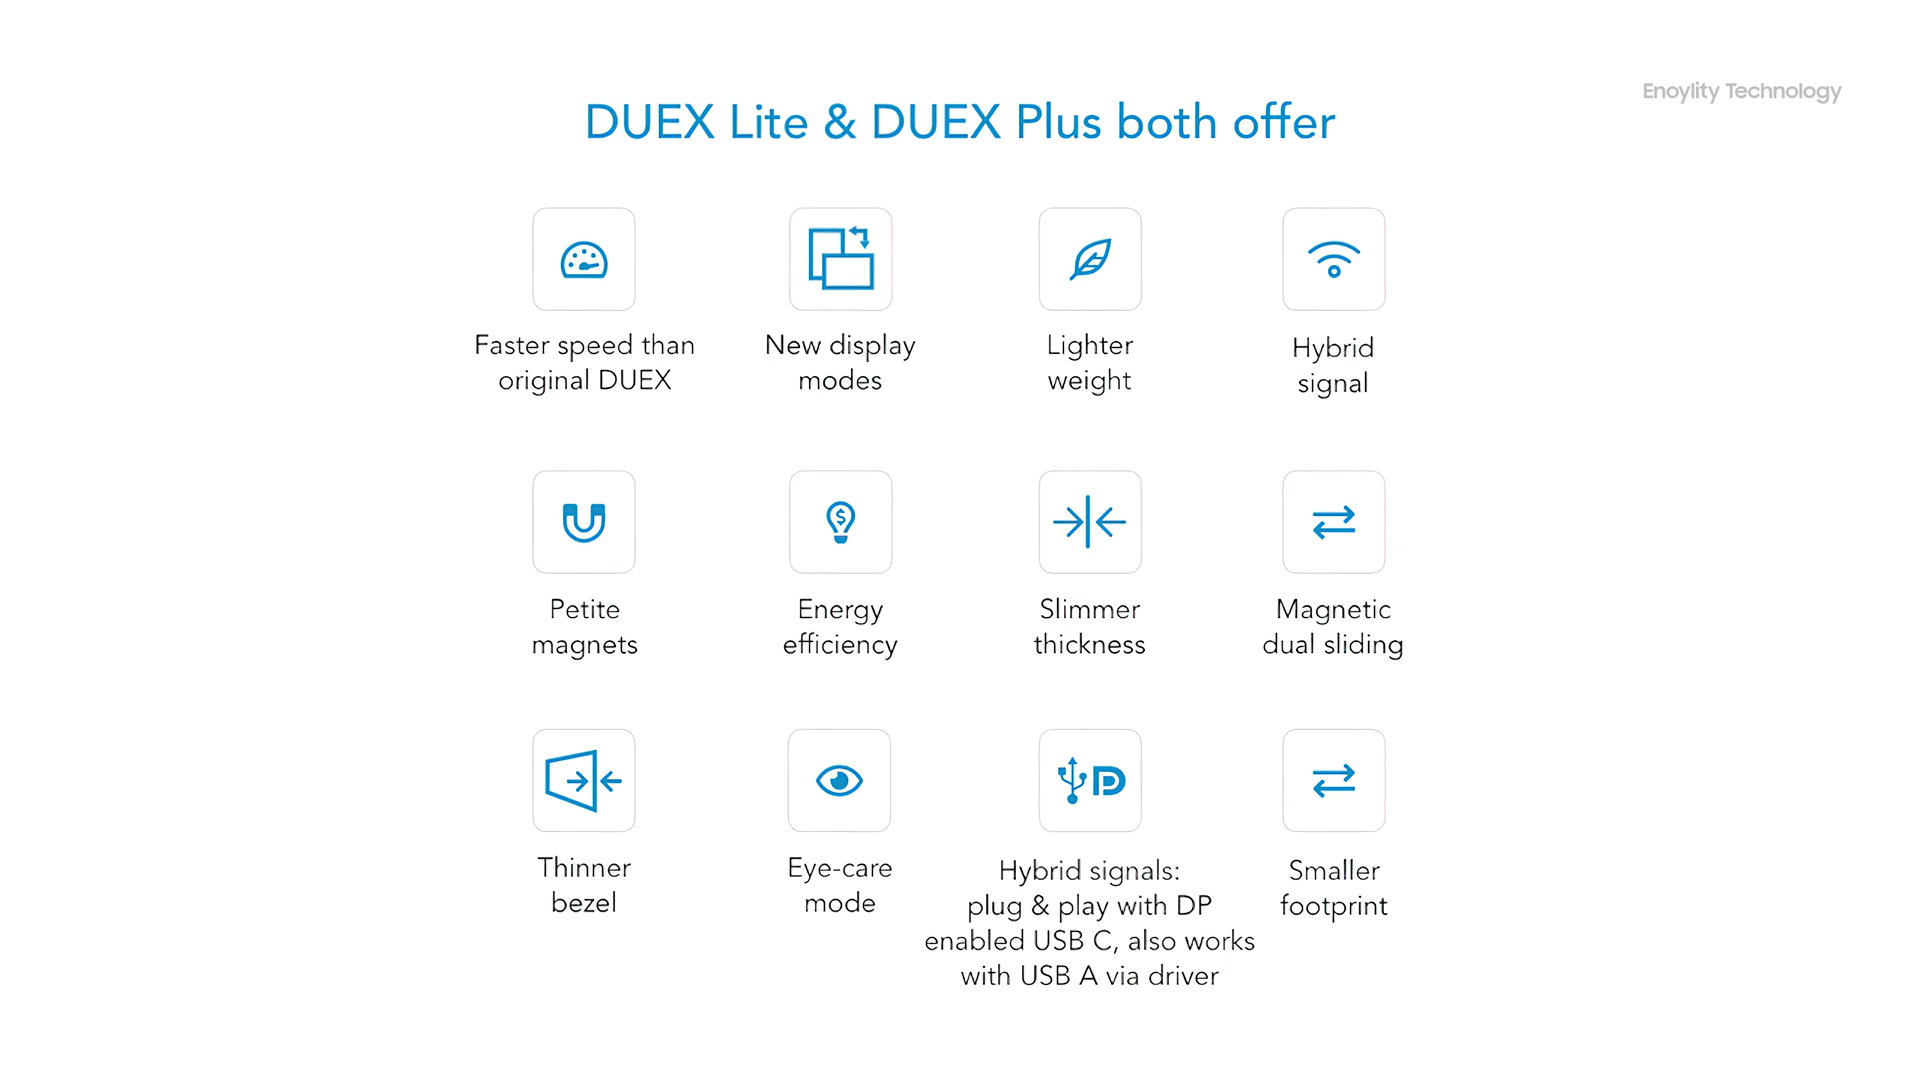 Enoylity Technology
DUEX Lite & DUEX Plus both offer
Faster speed than
original DUEX
New display
modes
Lighter
weight
Hybrid
signal
Petite
magnets
Energy
efficiency
Slimmer
thickness
Magnetic
dual sliding
Thinner
bezel
Eye-care
mode
Hybrid signals:
plug & play with DP
enabled USB C, also works
with USB A via driver
Smaller
footprint